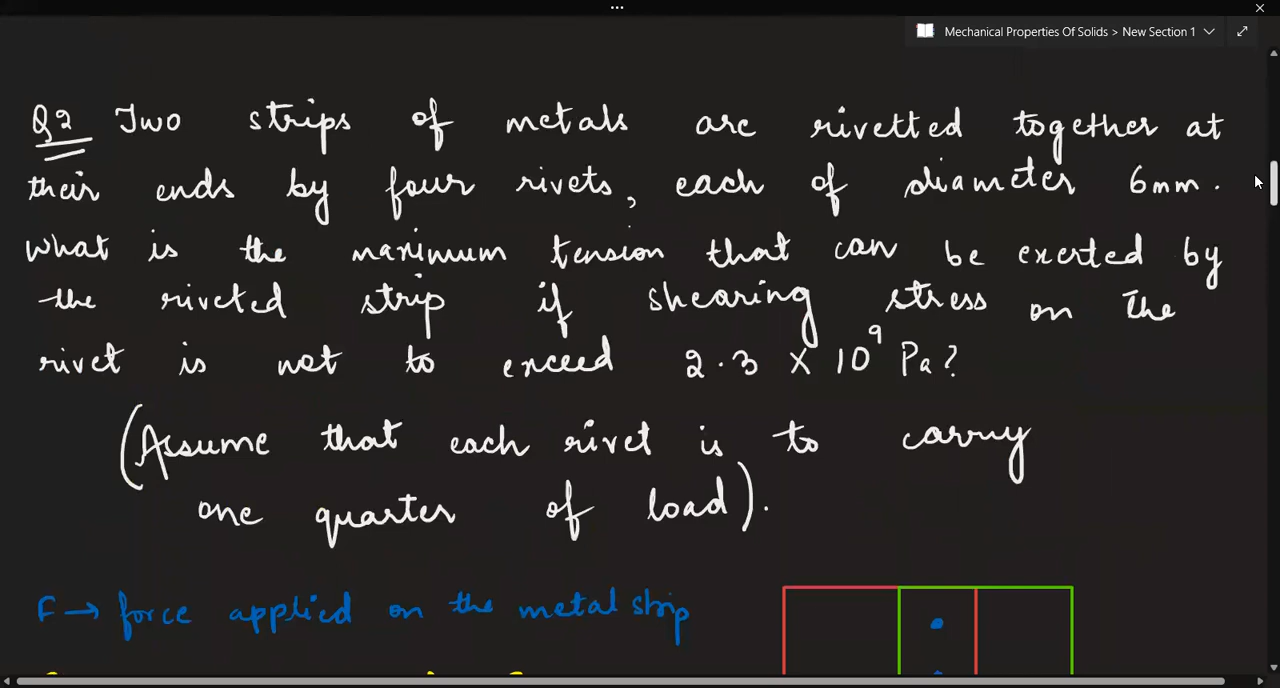 Mechanical Properties Of Solids > New Section 1
Q2 Two strips of metals are rivetted together at
their ends by four rivets, each of diameter 6mm.
What is the maximum tension that can be exerted by
the riveted strip if shearing stress on the
rivet is not to exceed 2.3 × 10⁹ Pa?
(Assume that each rivet is to carry
one quarter of load).
F → force applied on the metal strip